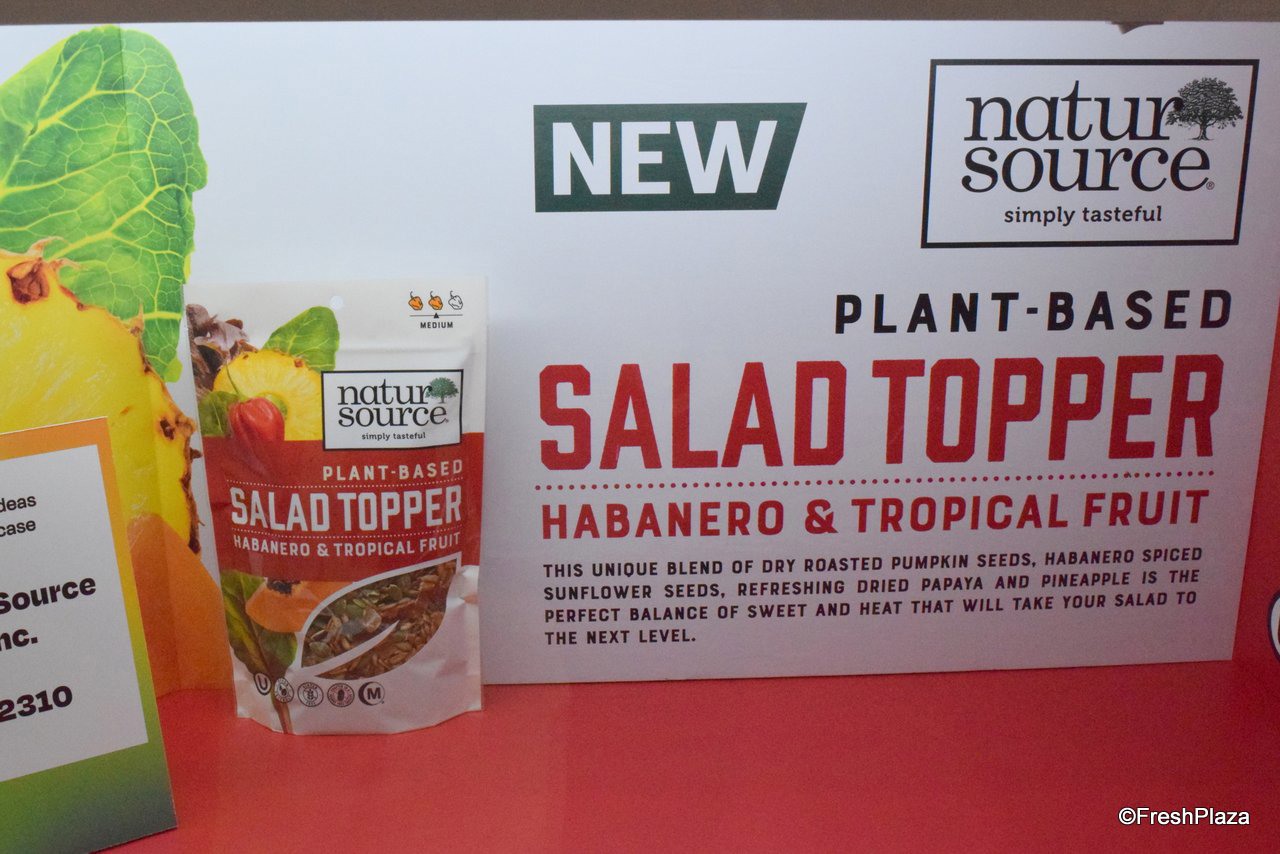 NEW
natur
source®
simply tasteful
PLANT-BASED
SALAD TOPPER
HABANERO & TROPICAL FRUIT
THIS UNIQUE BLEND OF DRY ROASTED PUMPKIN SEEDS, HABANERO SPICED
SUNFLOWER SEEDS, REFRESHING DRIED PAPAYA AND PINEAPPLE IS THE
PERFECT BALANCE OF SWEET AND HEAT THAT WILL TAKE YOUR SALAD TO
THE NEXT LEVEL.
MEDIUM
natur
source®
simply tasteful
PLANT-BASED
SALAD TOPPER
HABANERO & TROPICAL FRUIT
U
M
Source
2310
©FreshPlaza